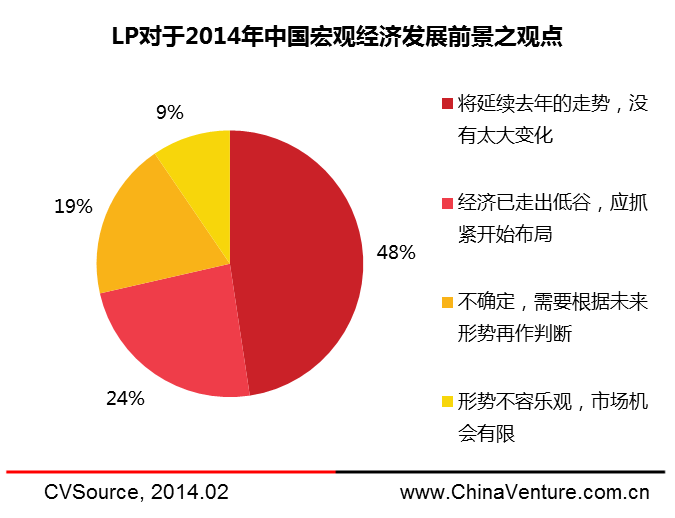 LP对于2014年中国宏观经济发展前景之观点
9%
19%
48%
24%
将延续去年的走势，没
有太大变化
经济已走出低谷，应抓
紧开始布局
不确定，需要根据未来
形势再作判断
形势不容乐观，市场机
会有限
CVSource, 2014.02
www.ChinaVenture.com.cn